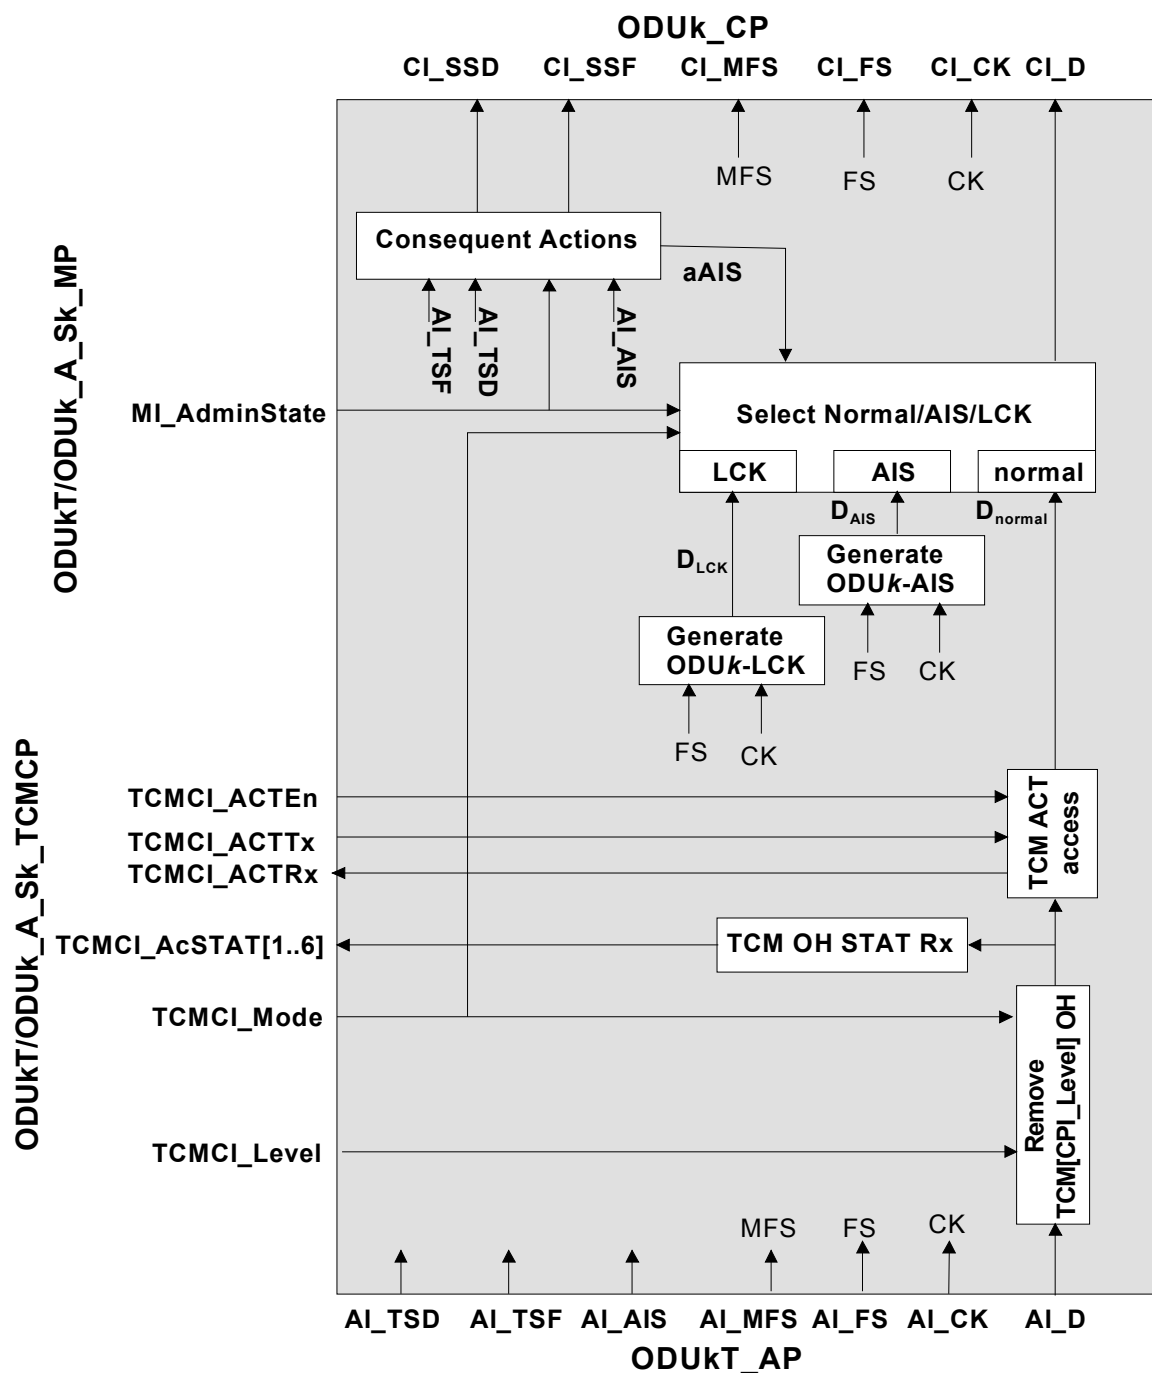 ODUk_CP
CI_SSD CI_SSF CI_MFS CI_FS CI_CK CI_D
MFS FS CK
Consequent Actions
aAIS
AI_TSF
AI_TSD
AI_AIS
ODUkT/ODUk_A_Sk_MP
MI_AdminState
Select Normal/AIS/LCK
LCK AIS normal
DLCK
DAIS
Dnormal
Generate
ODUk-AIS
FS CK
Generate
ODUk-LCK
FS CK
ODUkT/ODUk_A_Sk_TCMCP
TCMCI_ACTEn
TCMCI_ACTTx
TCMCI_ACTRx
TCM ACT
access
TCMCI_AcSTAT[1..6]
TCM OH STAT Rx
TCMCI_Mode
TCMCI_Level
Remove
TCM[CPI_Level] OH
MFS FS CK
AI_TSD AI_TSF AI_AIS AI_MFS AI_FS AI_CK AI_D
ODUkT_AP